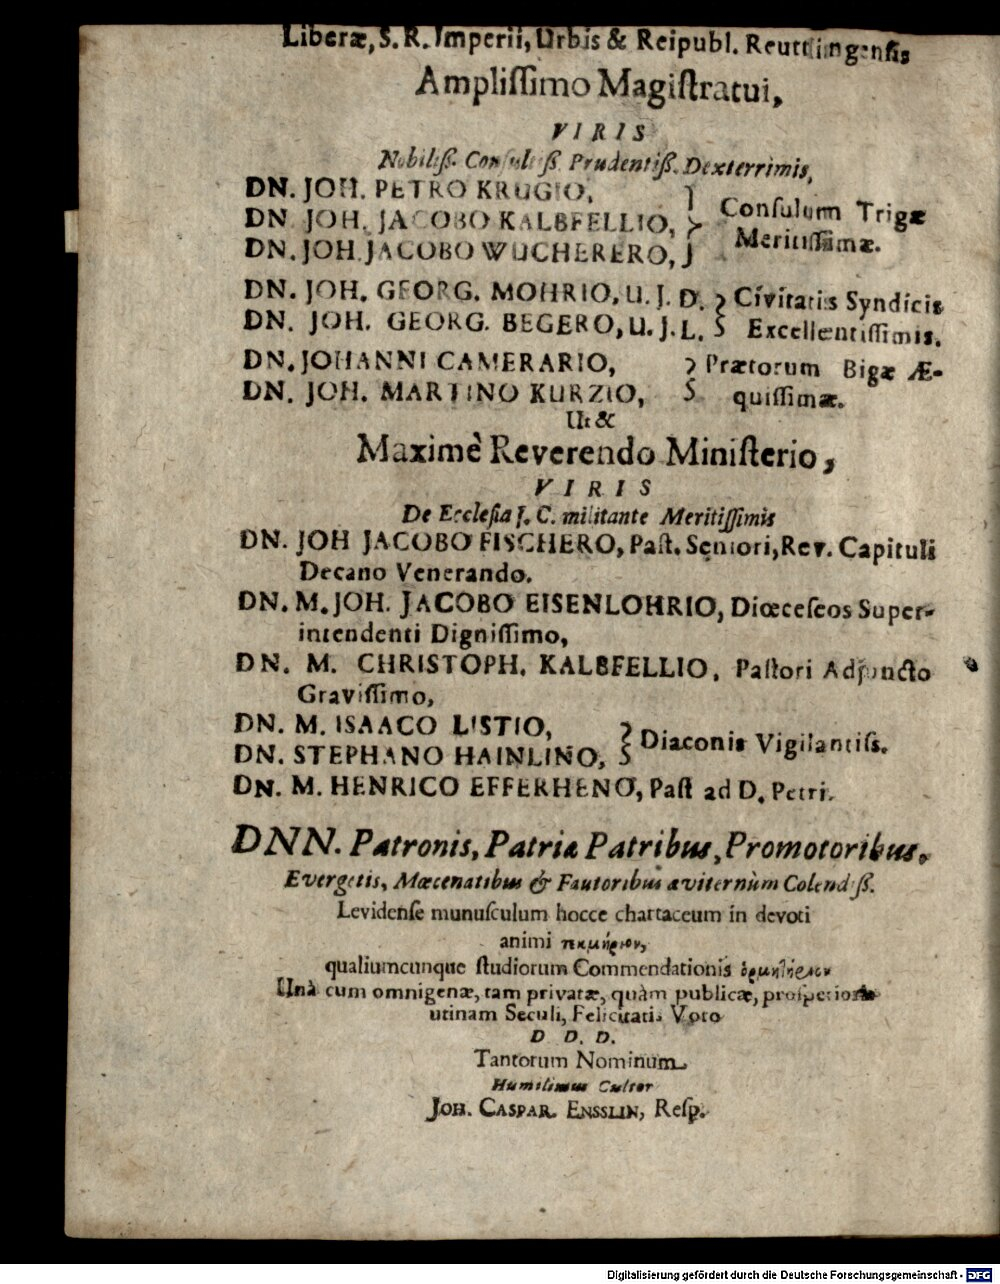 Liberæ, S. R. Imperii, Urbis & Reipubl. Reuttlingensis
Ampliſſimo Magiſtratui,
VIRIS
Nobiliſſ. Conſultiſſ. Prudentiſſ. Dexterrimis,
DN. JOH. PETRO KRUGIO,
DN. JOH. JACOBO KALBFELLIO,
DN. JOH. JACOBO WUCHERERO,
Conſulum Trigæ
Meritiſſimæ.
DN. JOH. GEORG. MOHRIO, U. J. D.
DN. JOH. GEORG. BEGERO, U. J. L.
Civitatis Syndicis
Excellentiſſimis.
DN. JOHANNI CAMERARIO,
DN. JOH. MARTINO KURZIO,
Prætorum Bigæ Æ-
quiſſimæ.
Ut &
Maximè Reverendo Miniſterio,
VIRIS
De Eccleſia J. C. militante Meritiſſimis
DN. JOH JACOBO FISCHERO, Paſt. Seniori, Rev. Capituli
Decano Venerando.
DN. M. JOH. JACOBO EISENLOHRIO, Diœceſeos Super-
intendenti Digniſſimo,
DN. M. CHRISTOPH. KALBFELLIO, Paſtori Adjuncto
Graviſſimo,
DN. M. ISAACO LISTIO,
DN. STEPHANO HAINLINO,
Diaconis Vigilantiſs.
DN. M. HENRICO EFFERHENO, Paſt ad D. Petri.
DNN. Patronis, Patriæ Patribus, Promotoribus.
Evergetis, Mœcenatibus & Fautoribus æviternùm Colendiſſ.
Levidenſe munuſculum hocce chartaceum in devoti
animi τεκμήριον,
qualiumcunque ſtudiorum Commendationis ὁρμητήριον
Unà cum omnigenæ, tam privatæ, quàm publicæ, proſperioris
utinam Seculi, Felicitatis Voto
D. D. D.
Tantorum Nominum
Humilimus Cultor
JOH. CASPAR. ENSSLIN, Reſp.
Digitalisierung gefördert durch die Deutsche Forschungsgemeinschaft - DFG